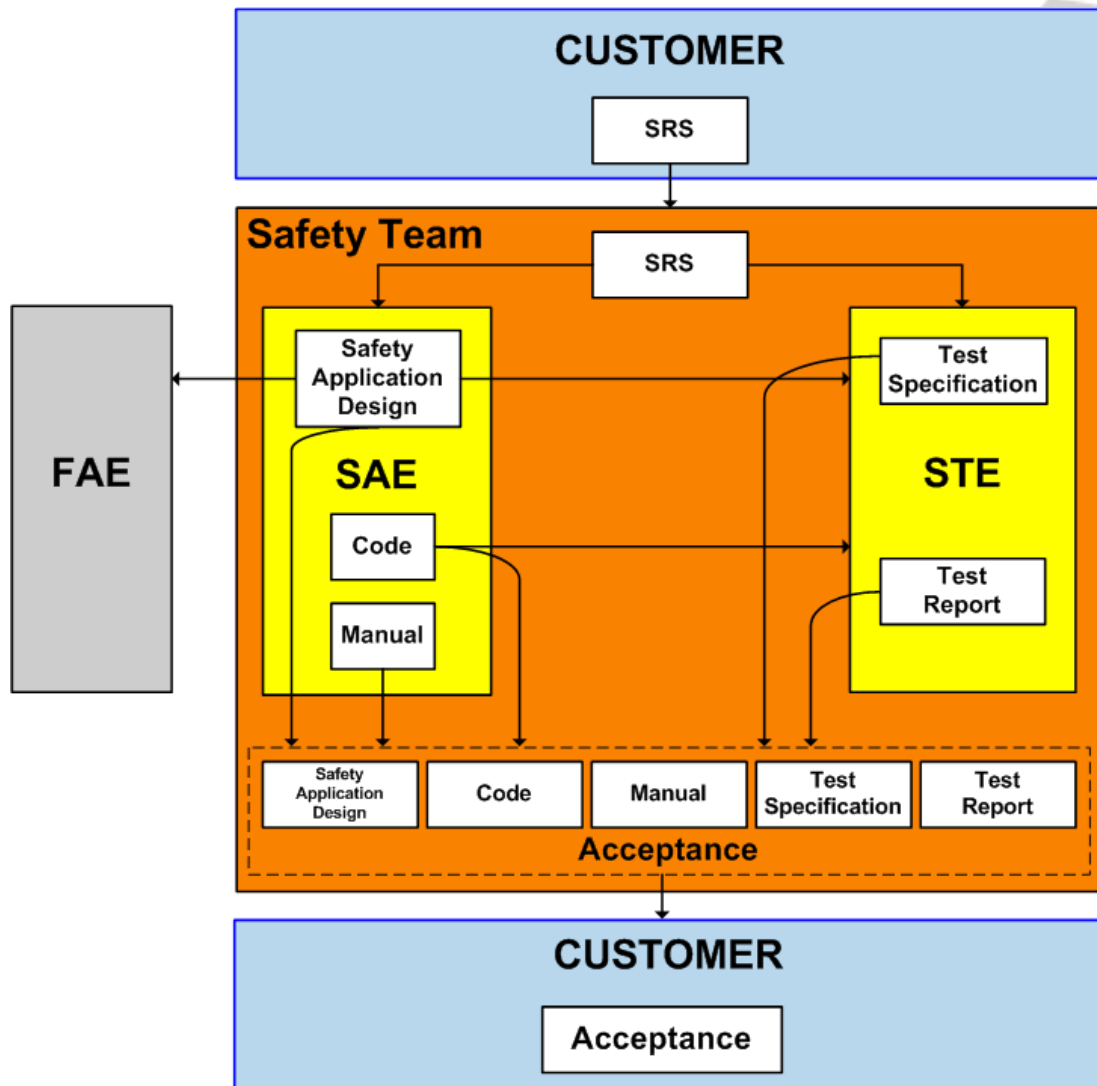 CUSTOMER
SRS
Safety Team
SRS
Safety
Application
Design
Test
Specification
FAE
SAE
STE
Code
Test
Report
Manual
Safety
Application
Design
Code
Manual
Test
Specification
Test
Report
Acceptance
CUSTOMER
Acceptance